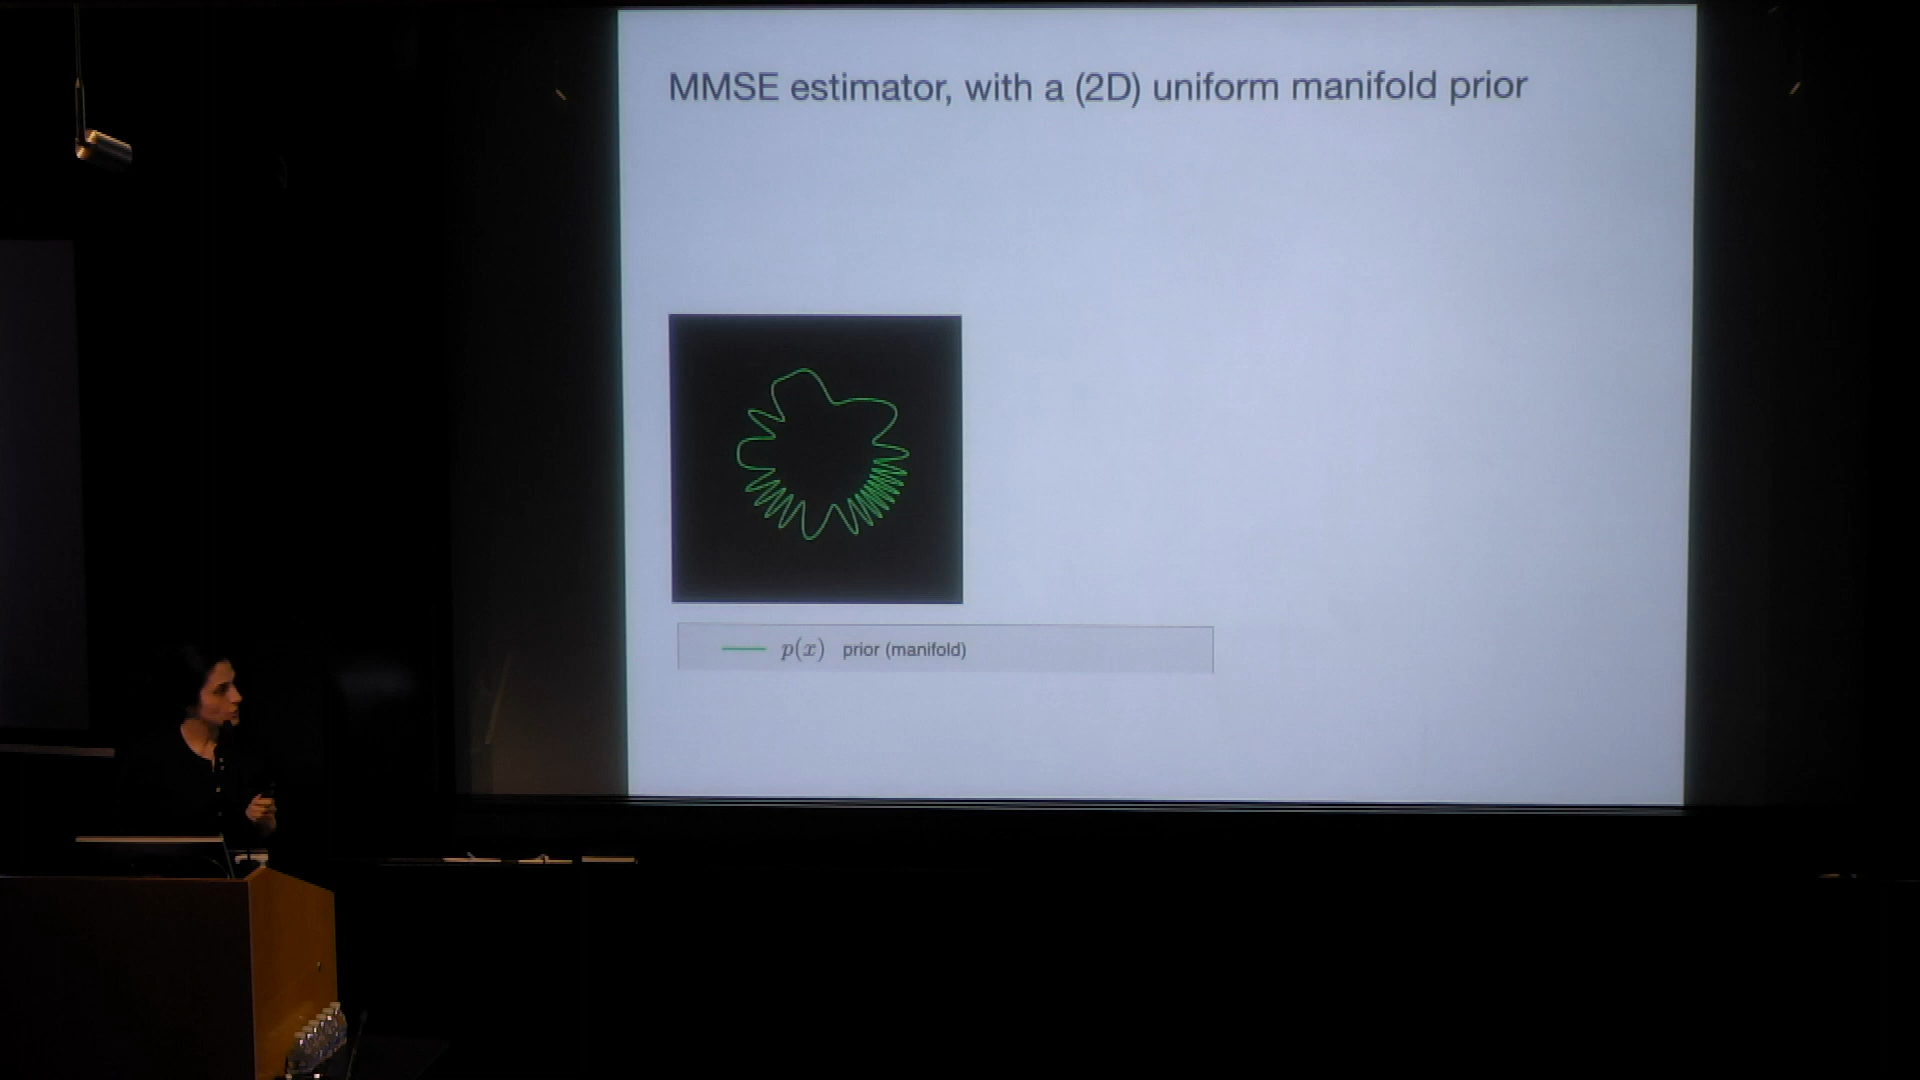 MMSE estimator, with a (2D) uniform manifold prior
p(x) prior (manifold)